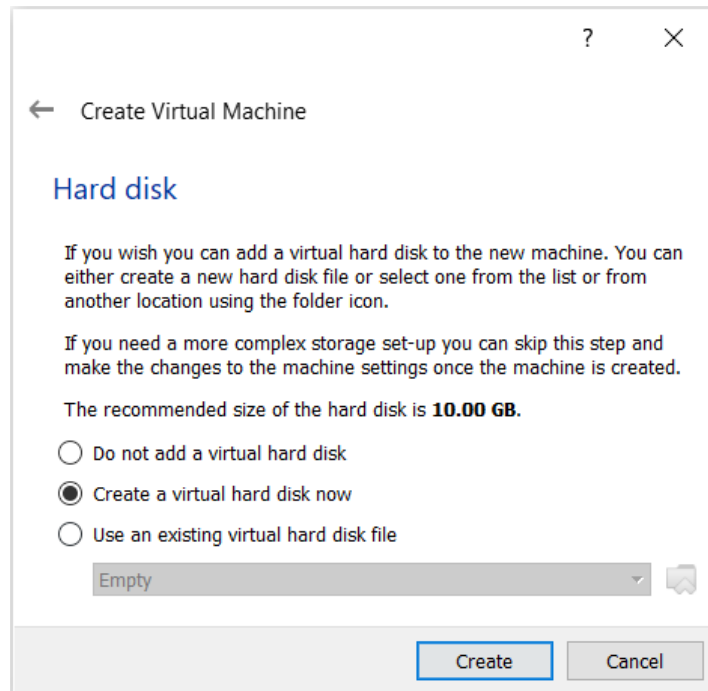 ?
Create Virtual Machine
Hard disk
If you wish you can add a virtual hard disk to the new machine. You can
either create a new hard disk file or select one from the list or from
another location using the folder icon.
If you need a more complex storage set-up you can skip this step and
make the changes to the machine settings once the machine is created.
The recommended size of the hard disk is 10.00 GB.
Do not add a virtual hard disk
Create a virtual hard disk now
Use an existing virtual hard disk file
Empty
Create Cancel